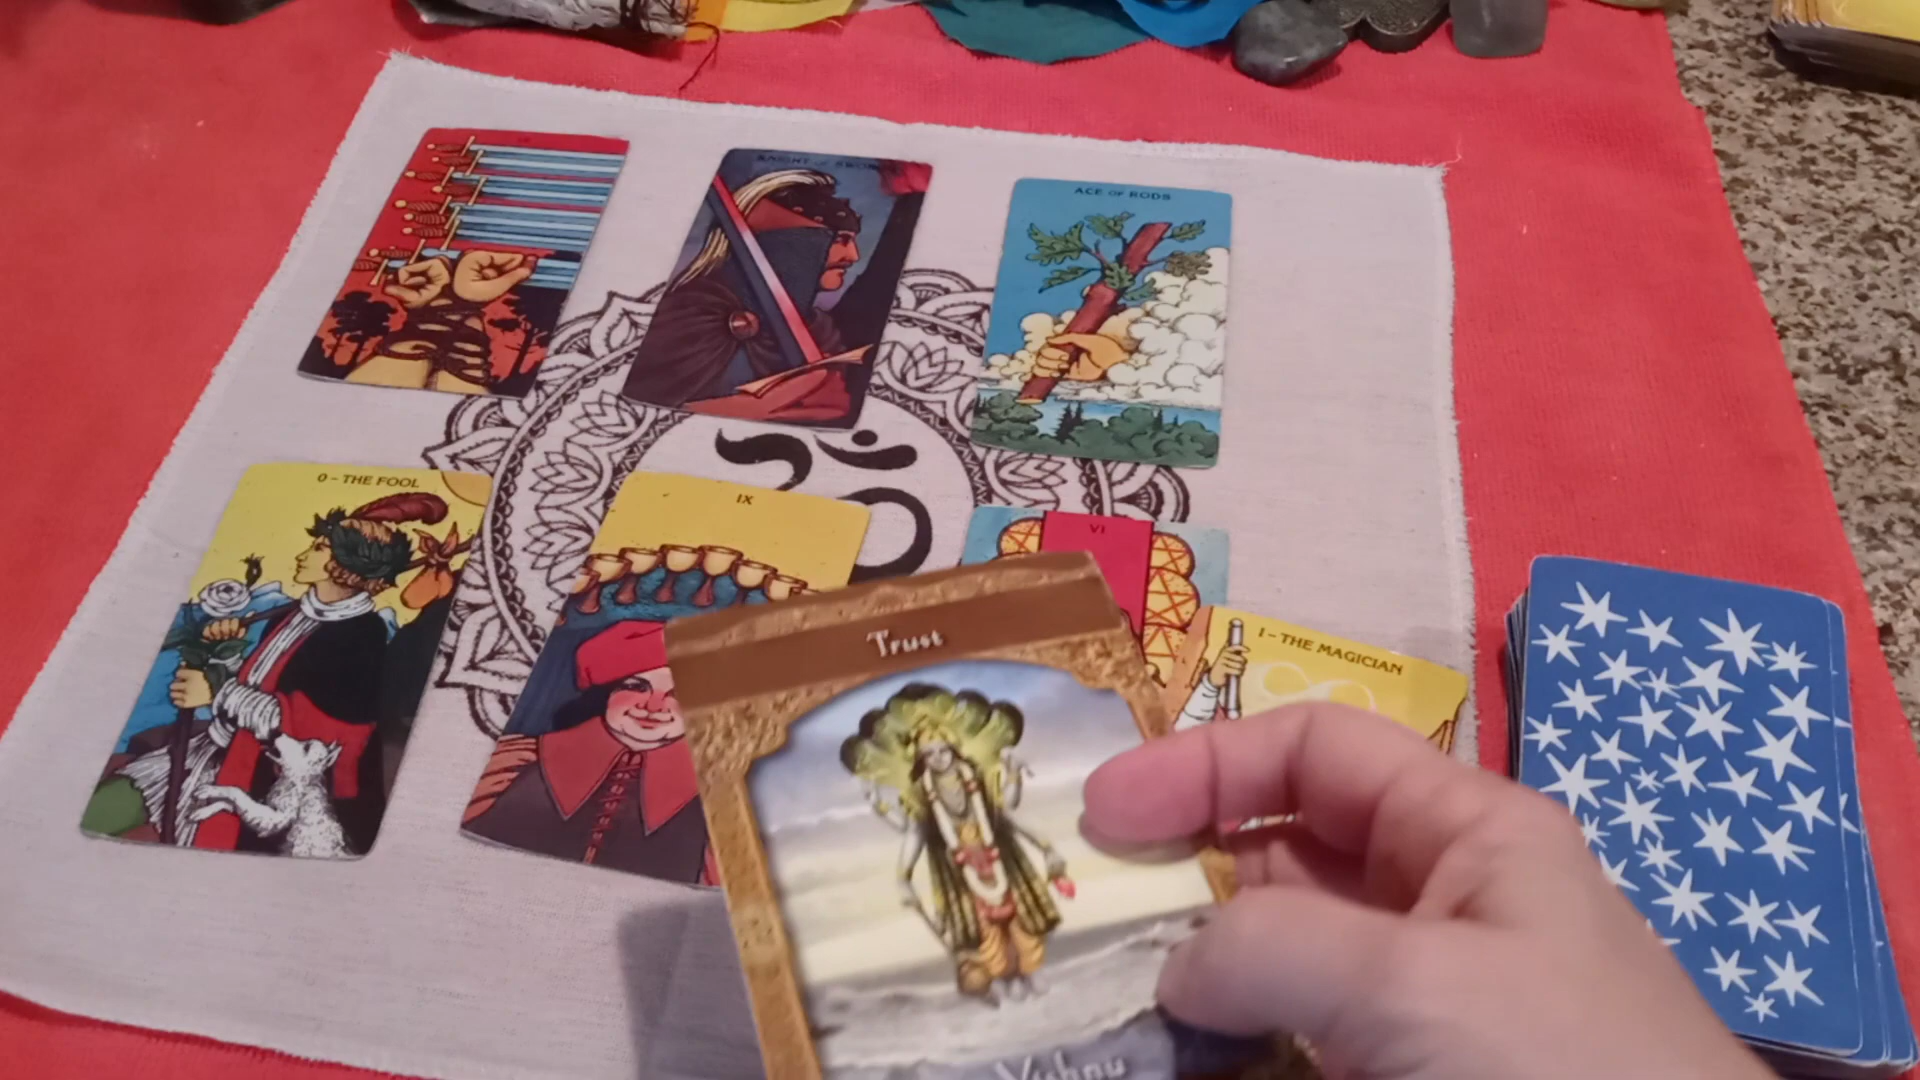 KNIGHT OF SWORDS
ACE OF RODS
0 - THE FOOL
IX
VI
I - THE MAGICIAN
Trust
Vishnu
ॐ